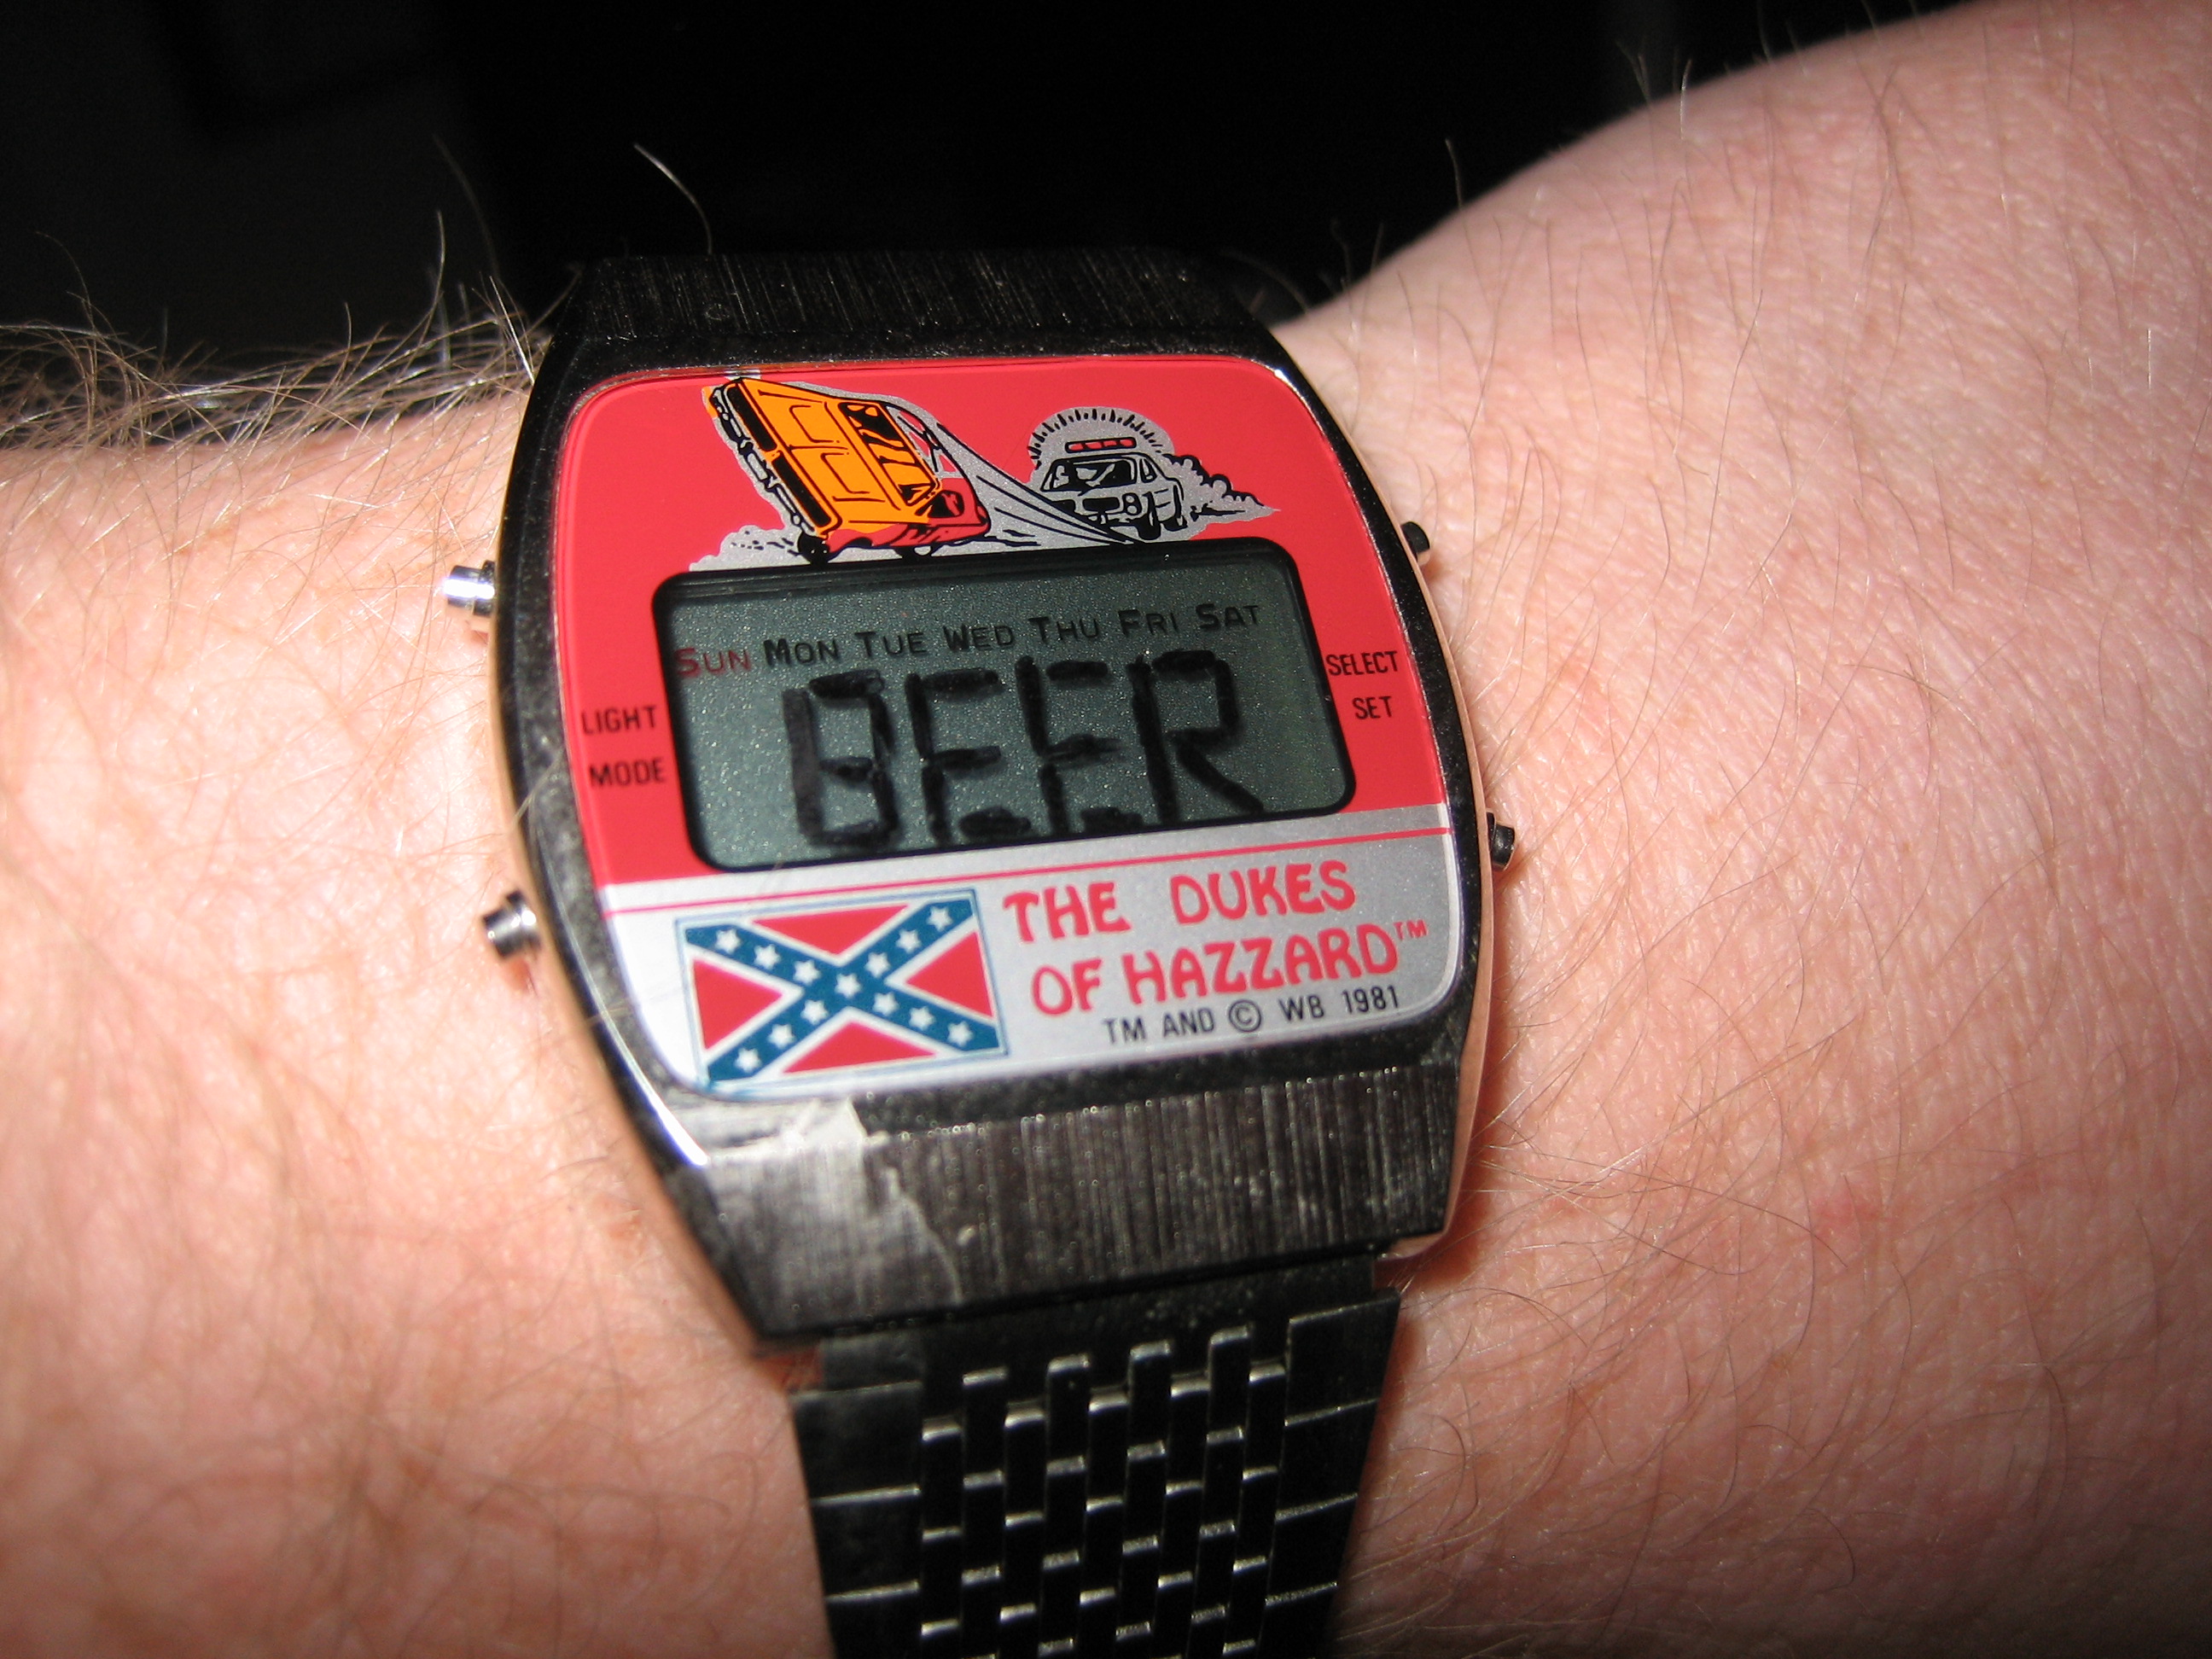 8
SUN MON TUE WED THU FRI SAT
BEER
LIGHT
MODE
SELECT
SET
THE DUKES
OF HAZZARD™
TM AND © WB 1981